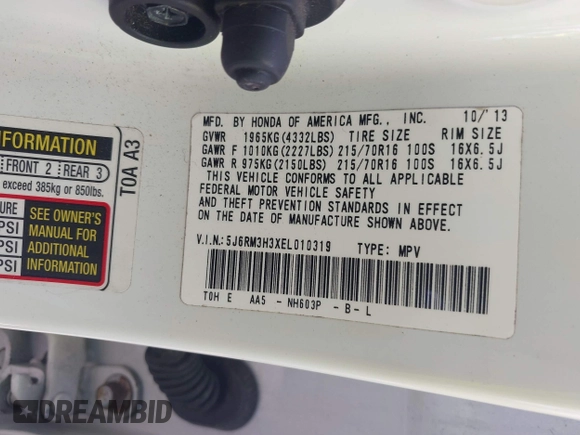 MFD. BY HONDA OF AMERICA MFG., INC. 10/'13
GVWR 1965KG(4332LBS) TIRE SIZE RIM SIZE
GAWR F 1010KG(2227LBS) 215/70R16 100S 16X6.5J
GAWR R 975KG(2150LBS) 215/70R16 100S 16X6.5J
THIS VEHICLE CONFORMS TO ALL APPLICABLE
FEDERAL MOTOR VEHICLE SAFETY
AND THEFT PREVENTION STANDARDS IN EFFECT
ON THE DATE OF MANUFACTURE SHOWN ABOVE.
V.I.N.: 5J6RM3H3XEL010319 TYPE: MPV
T0H E AA5 - NH603P - B - L
FORMATION
FRONT 2 REAR 3
exceed 385kg or 850lbs.
SEE OWNER'S
MANUAL FOR
ADDITIONAL
INFORMATION
PSI
PSI
PSI
T0A A3
DREAMBID